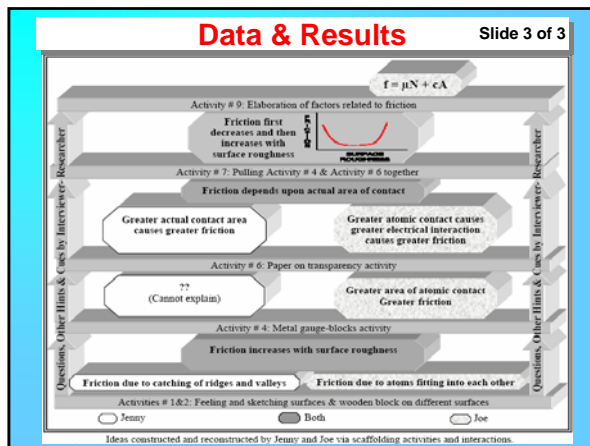 Data & Results
Slide 3 of 3
f = μN + cA
Activity # 9: Elaboration of factors related to friction
Friction first
decreases and then
increases with
surface roughness
SURFACE
ROUGHNESS
Activity # 7: Pulling Activity # 4 & Activity # 6 together
Friction depends upon actual area of contact
Greater actual contact area
causes greater friction
Greater atomic contact causes
greater electrical interaction
causes greater friction
Activity # 6: Paper on transparency activity
??
(Cannot explain)
Greater area of atomic contact
Greater friction
Activity # 4: Metal gauge-blocks activity
Friction increases with surface roughness
Friction due to catching of ridges and valleys
Friction due to atoms fitting into each other
Activities # 1&2: Feeling and sketching surfaces & wooden block on different surfaces
Questions, Other Hints & Cues by Interviewer- Researcher
Questions, Other Hints & Cues by Interviewer- Researcher
Jenny
Both
Joe
Ideas constructed and reconstructed by Jenny and Joe via scaffolding activities and interactions.